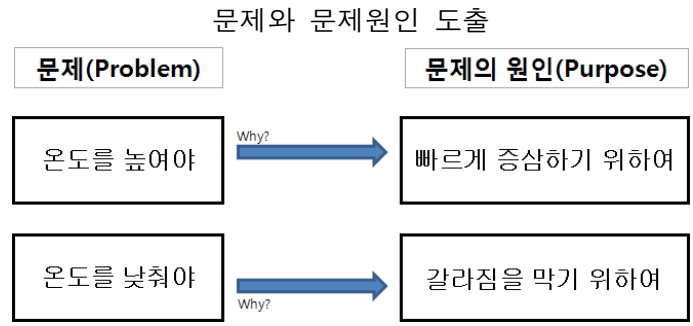 문제와 문제원인 도출
문제(Problem)
문제의 원인(Purpose)
온도를 높여야
Why?
빠르게 증삼하기 위하여
온도를 낮춰야
Why?
갈라짐을 막기 위하여